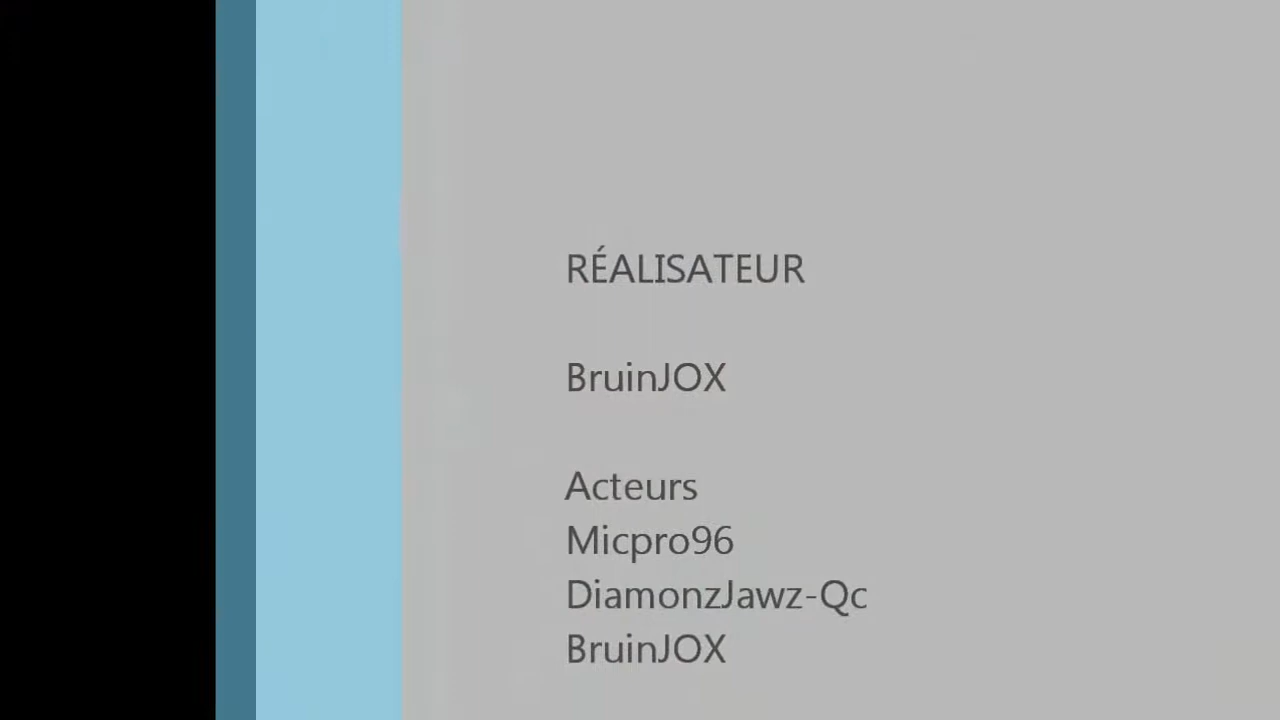 RÉALISATEUR
BruinJOX
Acteurs
Micpro96
DiamonzJawz-Qc
BruinJOX